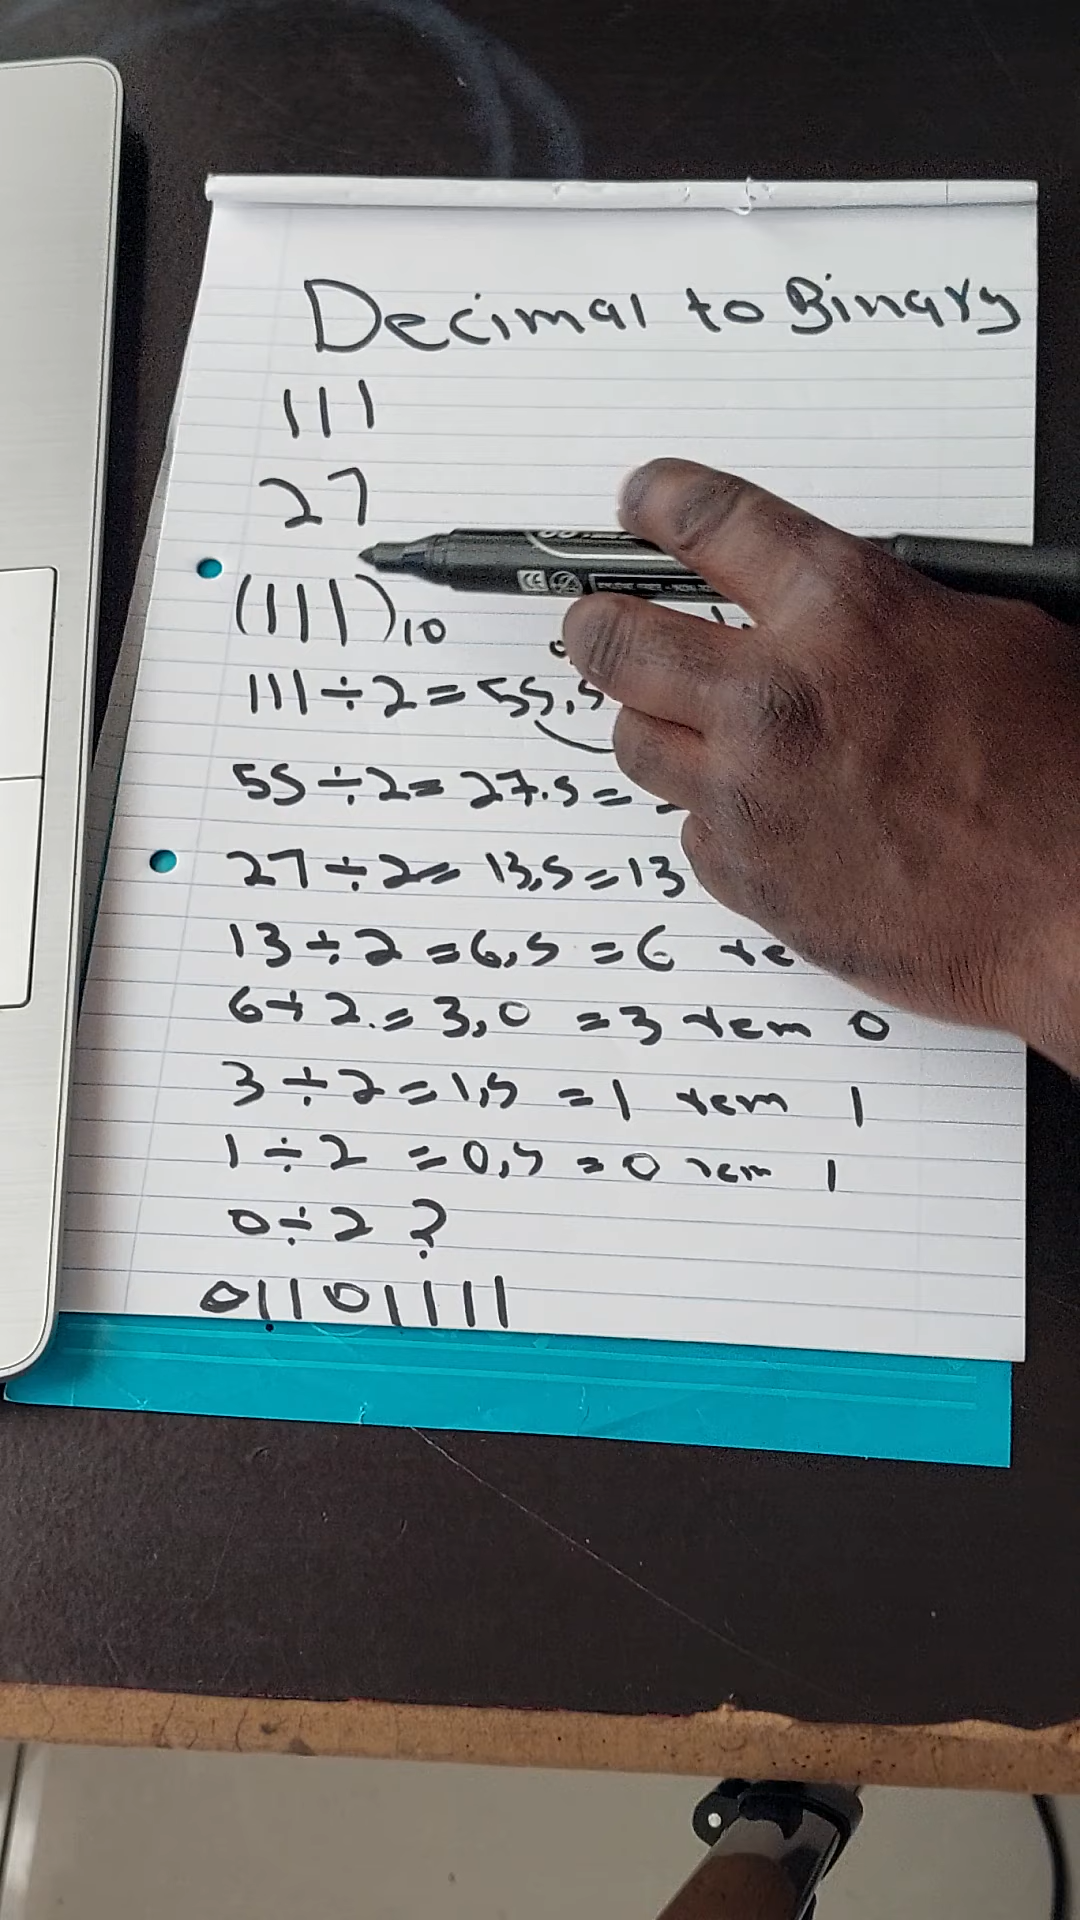 Decimal to Binary
111
27
(111)10
111÷2=55,5
55÷2=27.5=
27÷2=13,5=13
13÷2=6,5=6
6÷2.=3,0=3 rem 0
3÷2=1,5=1 rem 1
1÷2=0,5=0 rem 1
0÷2?
01101111